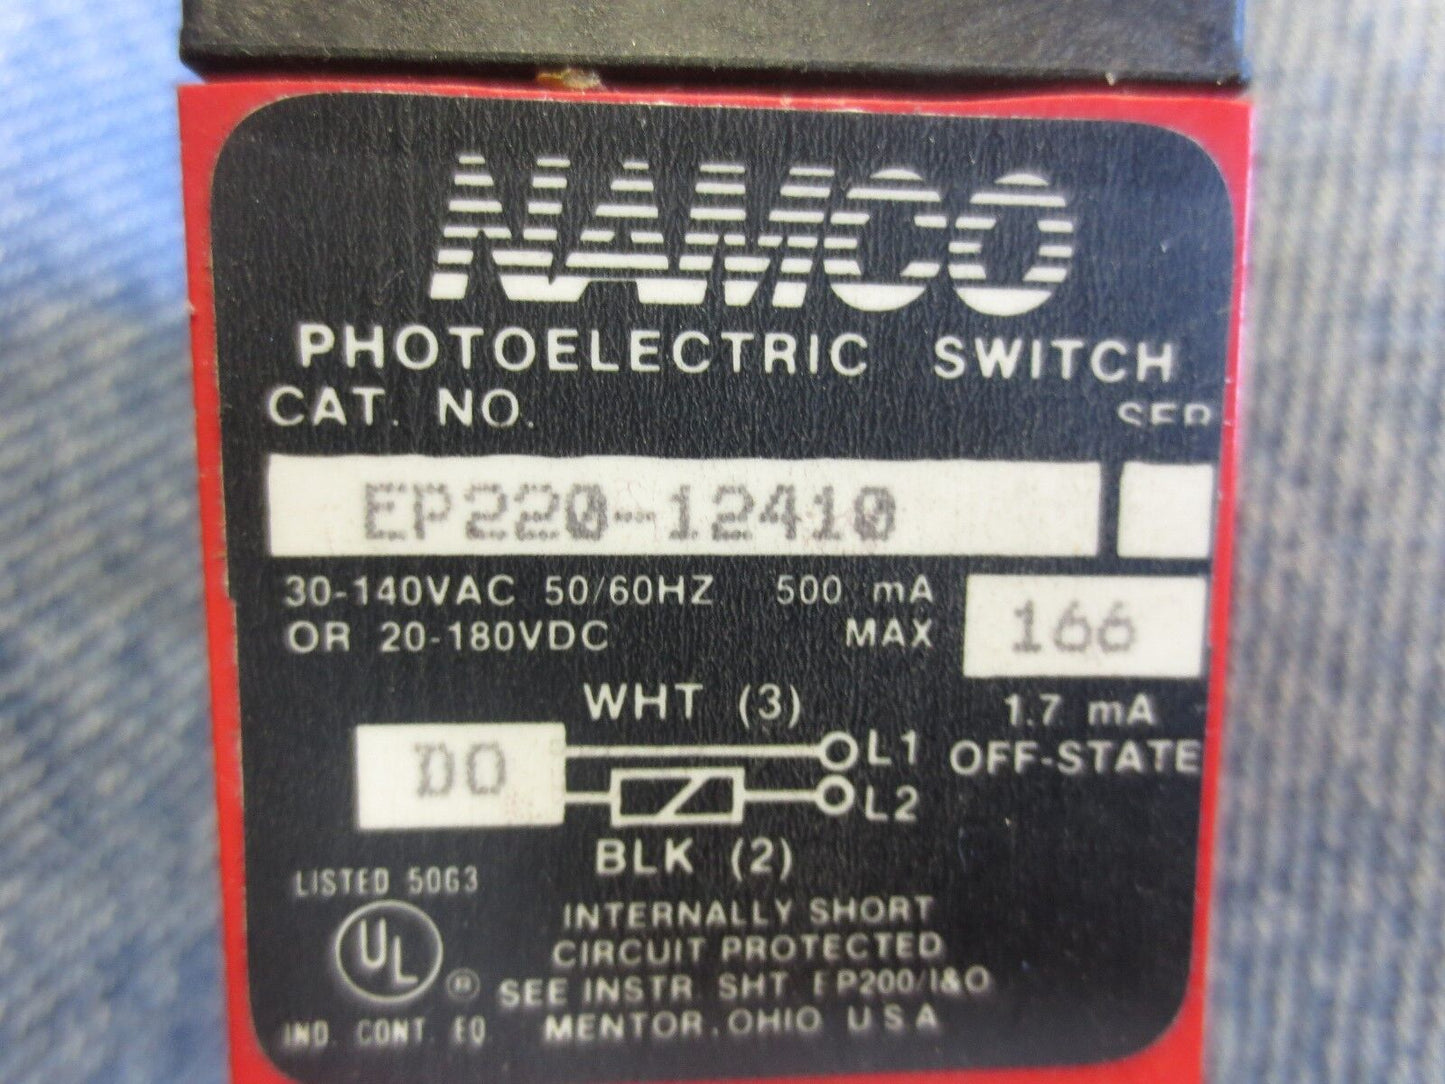 NAMCO
PHOTOELECTRIC SWITCH
CAT. NO. SER
EP220-12410
30-140VAC 50/60HZ 500 mA
OR 20-180VDC MAX
166
1.7 mA
OFF-STATE
WHT (3)
DO
L1
L2
BLK (2)
LISTED 50G3
UL ®
IND. CONT. EQ.
INTERNALLY SHORT
CIRCUIT PROTECTED
SEE INSTR. SHT. EP200/I&O
MENTOR, OHIO U S A